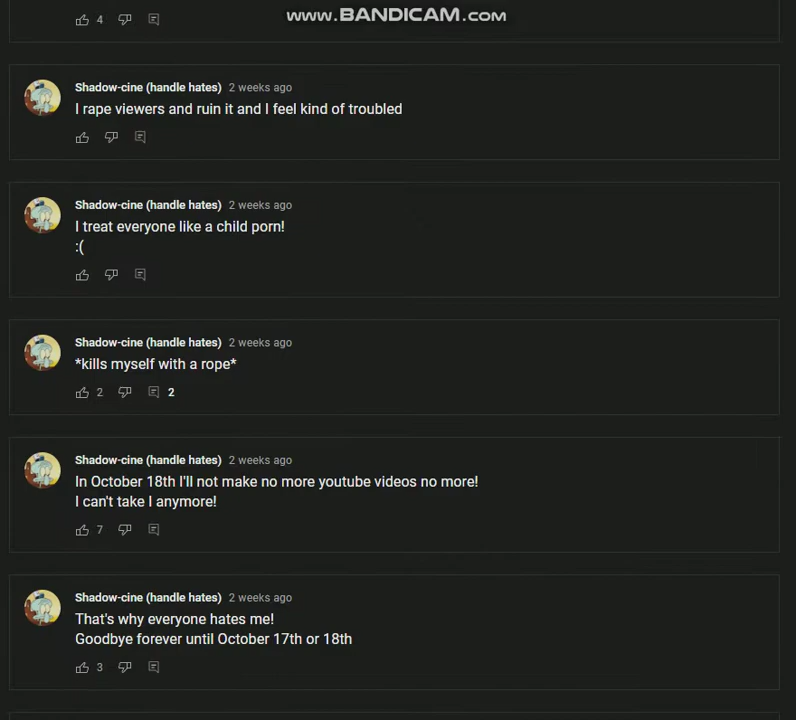 4
www.BANDICAM.com
Shadow-cine (handle hates) 2 weeks ago
I rape viewers and ruin it and I feel kind of troubled
Shadow-cine (handle hates) 2 weeks ago
I treat everyone like a child porn!
:(
Shadow-cine (handle hates) 2 weeks ago
*kills myself with a rope*
2 2
Shadow-cine (handle hates) 2 weeks ago
In October 18th I'll not make no more youtube videos no more!
I can't take I anymore!
7
Shadow-cine (handle hates) 2 weeks ago
That's why everyone hates me!
Goodbye forever until October 17th or 18th
3